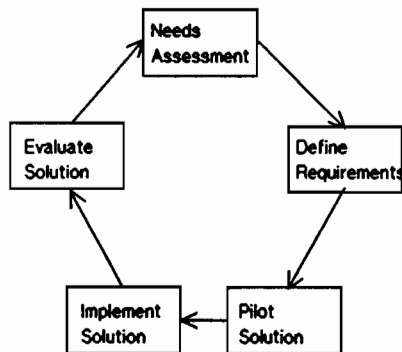 Needs
Assessment
Define
Requirements
Pilot
Solution
Implement
Solution
Evaluate
Solution